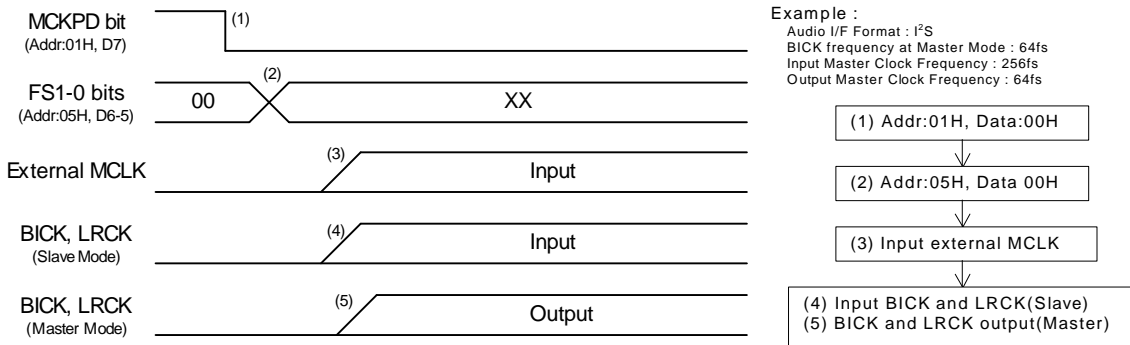 MCKPD bit
(Addr:01H, D7)
(1)
FS1-0 bits
(Addr:05H, D6-5)
00
(2)
XX
External MCLK
(3)
Input
BICK, LRCK
(Slave Mode)
(4)
Input
BICK, LRCK
(Master Mode)
(5)
Output
Example :
Audio I/F Format : I²S
BICK frequency at Master Mode : 64fs
Input Master Clock Frequency : 256fs
Output Master Clock Frequency : 64fs
(1) Addr:01H, Data:00H
(2) Addr:05H, Data 00H
(3) Input external MCLK
(4) Input BICK and LRCK(Slave)
(5) BICK and LRCK output(Master)